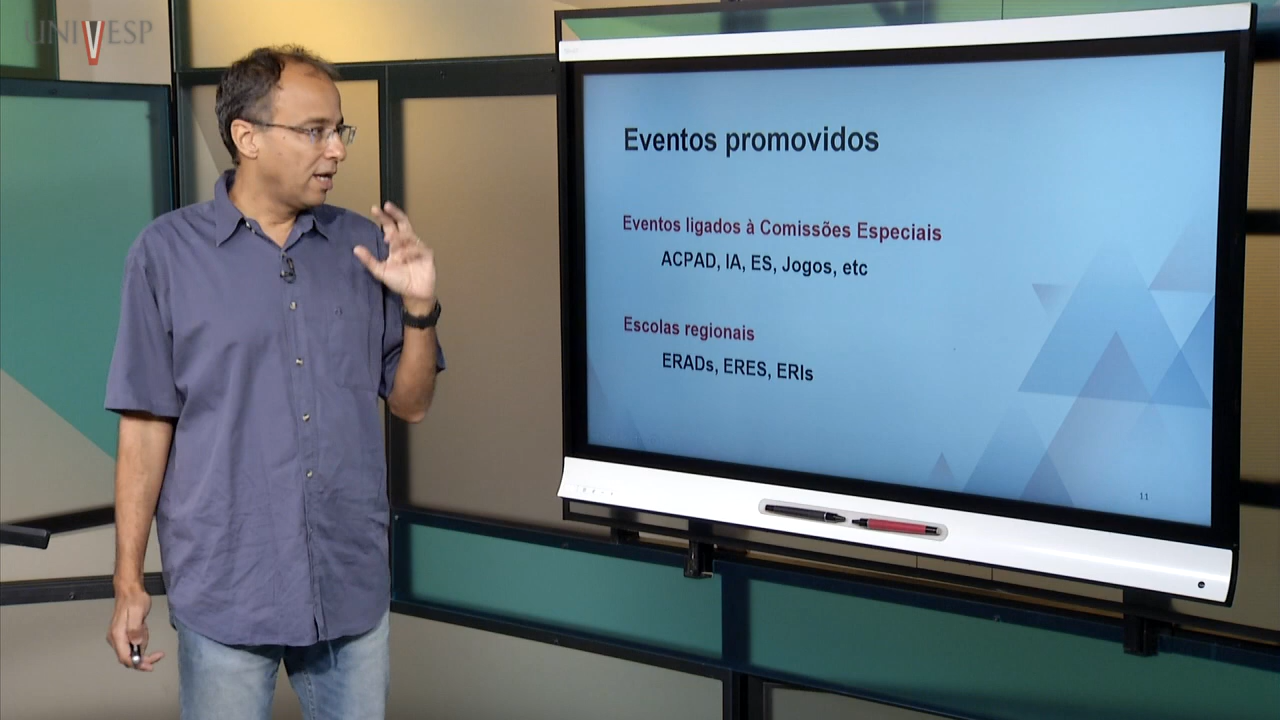 UNIVESP
Eventos promovidos
Eventos ligados à Comissões Especiais
ACPAD, IA, ES, Jogos, etc
Escolas regionais
ERADs, ERES, ERIs
11